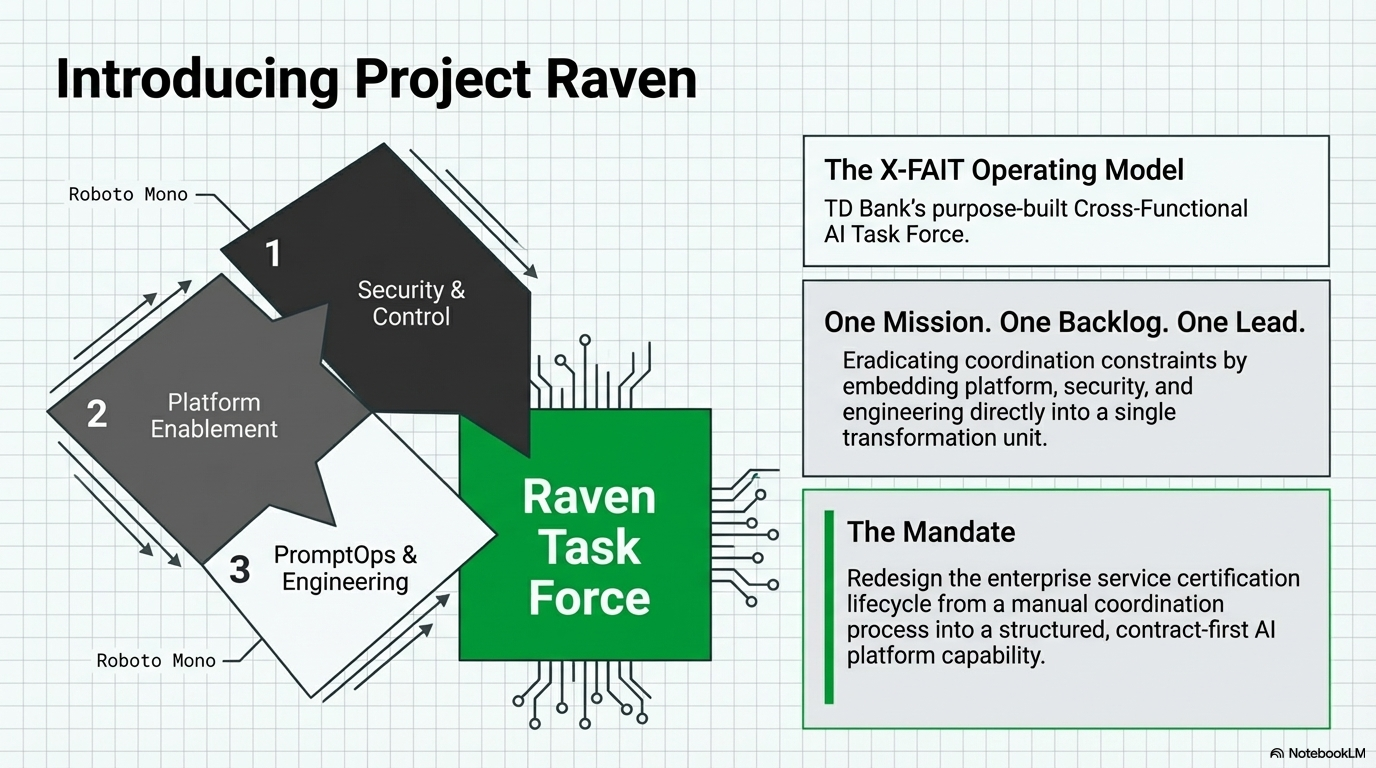 Introducing Project Raven
Roboto Mono
1
Security &
Control
2
Platform
Enablement
3
PromptOps &
Engineering
Roboto Mono
Raven
Task
Force
The X-FAIT Operating Model
TD Bank’s purpose-built Cross-Functional
AI Task Force.
One Mission. One Backlog. One Lead.
Eradicating coordination constraints by
embedding platform, security, and
engineering directly into a single
transformation unit.
The Mandate
Redesign the enterprise service certification
lifecycle from a manual coordination
process into a structured, contract-first AI
platform capability.
NotebookLM